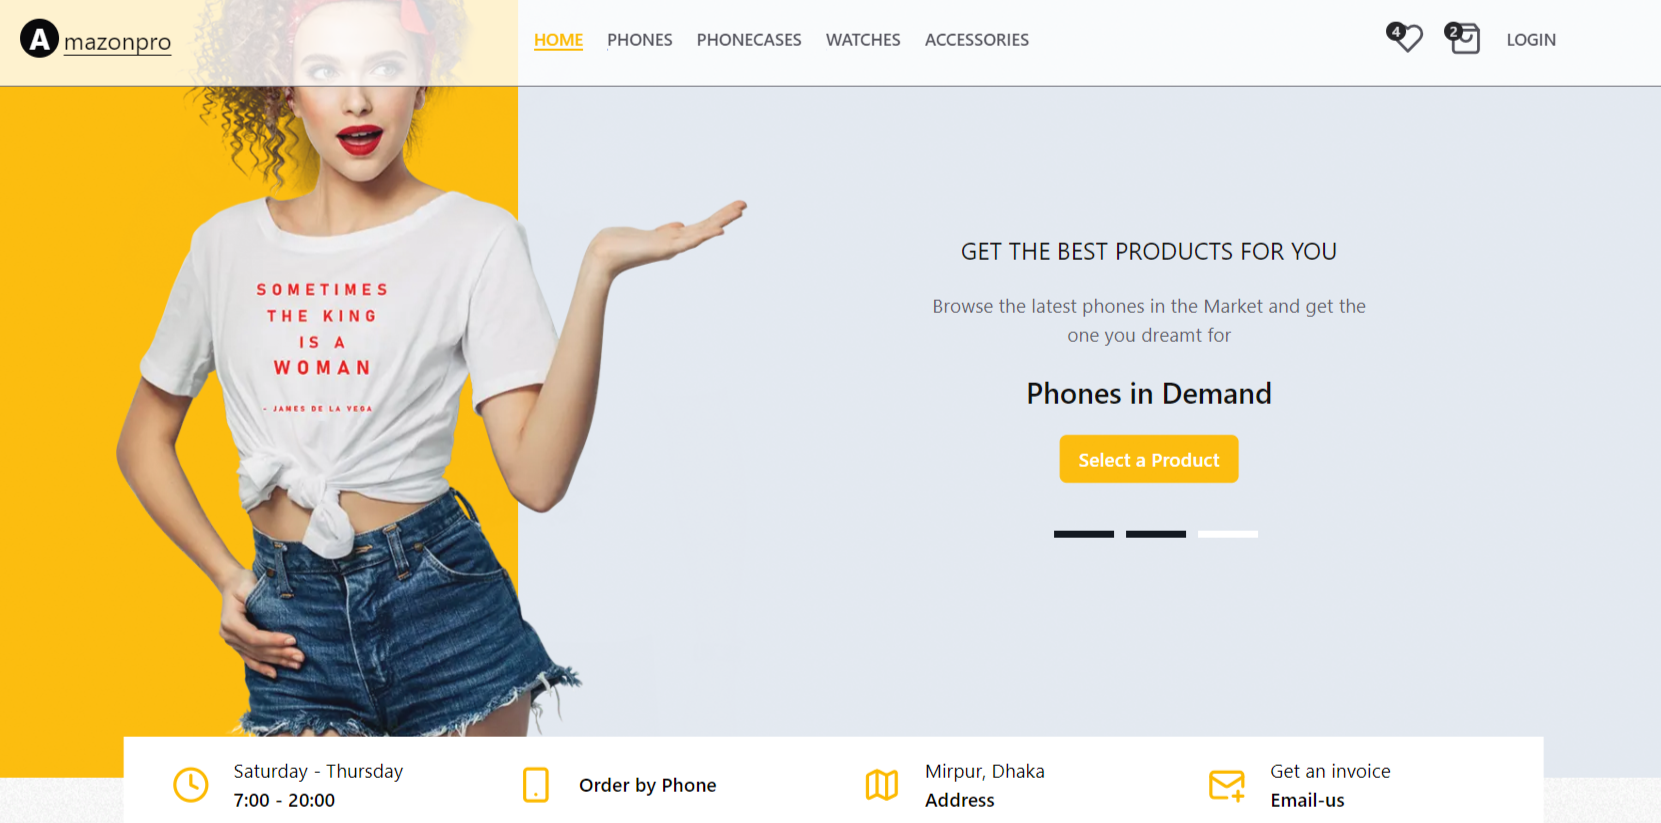 Amazonpro
HOME PHONES PHONECASES WATCHES ACCESSORIES
4 2 LOGIN
SOMETIMES
THE KING
IS A
WOMAN
- JAMES DE LA VEGA
GET THE BEST PRODUCTS FOR YOU
Browse the latest phones in the Market and get the
one you dreamt for
Phones in Demand
Select a Product
Saturday - Thursday
7:00 - 20:00
Order by Phone
Mirpur, Dhaka
Address
Get an invoice
Email-us